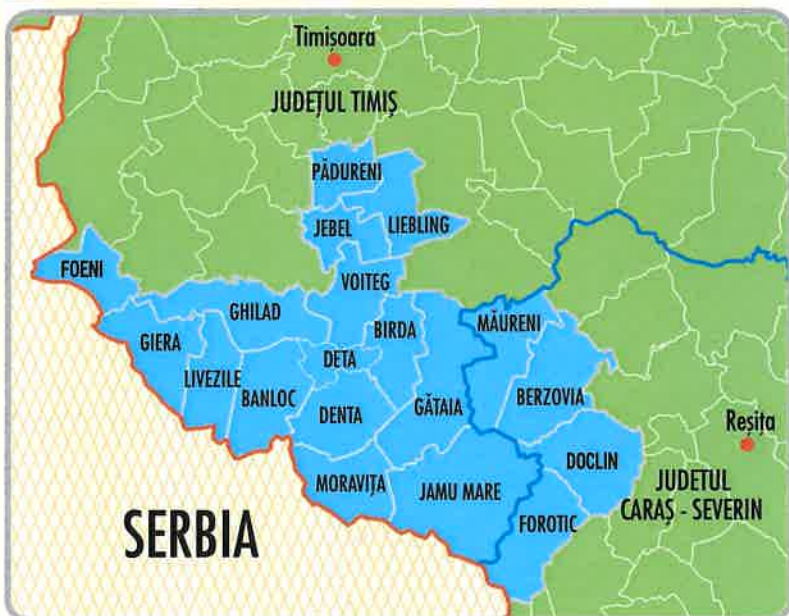 Timișoara
JUDEȚUL TIMIȘ
PĂDURENI
JEBEL
LIEBLING
FOENI
VOITEG
GHILAD
GIERA
BIRDA
MĂURENI
DETA
LIVEZILE
BANLOC
BERZOVIA
DENTA
GĂTAIA
Reșița
DOCLIN
MORAVIȚA
JAMU MARE
JUDETUL
CARAȘ - SEVERIN
FOROTIC
SERBIA